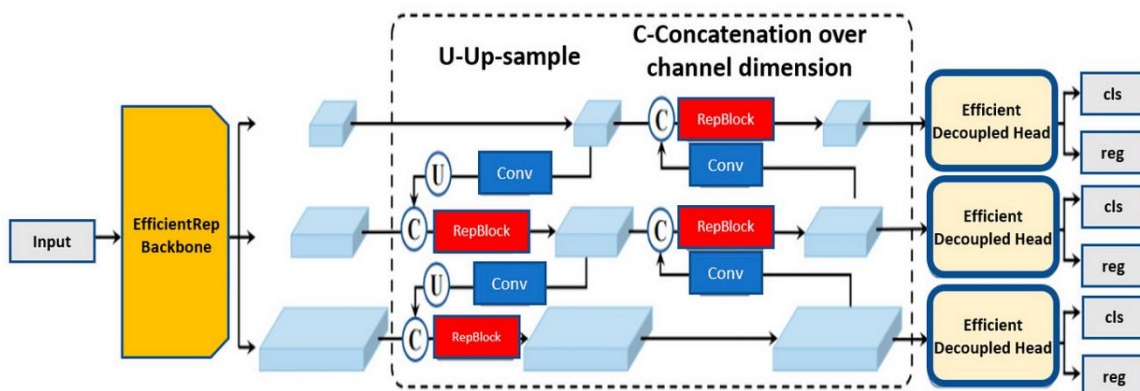 U-Up-sample
C-Concatenation over
channel dimension
Input
EfficientRep
Backbone
C
RepBlock
U
Conv
Conv
C
RepBlock
C
RepBlock
U
Conv
Conv
C
RepBlock
Efficient
Decoupled Head
cls
reg
Efficient
Decoupled Head
cls
reg
Efficient
Decoupled Head
cls
reg